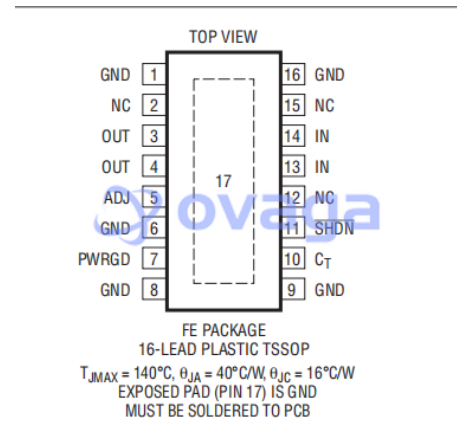 TOP VIEW
GND 1 16 GND
NC 2 15 NC
OUT 3 14 IN
OUT 4 13 IN
17
ADJ 5 12 NC
ovaga
GND 6 11 S̅H̅D̅N̅
PWRGD 7 10 CT
GND 8 9 GND
FE PACKAGE
16-LEAD PLASTIC TSSOP
TJMAX = 140°C, θJA = 40°C/W, θJC = 16°C/W
EXPOSED PAD (PIN 17) IS GND
MUST BE SOLDERED TO PCB